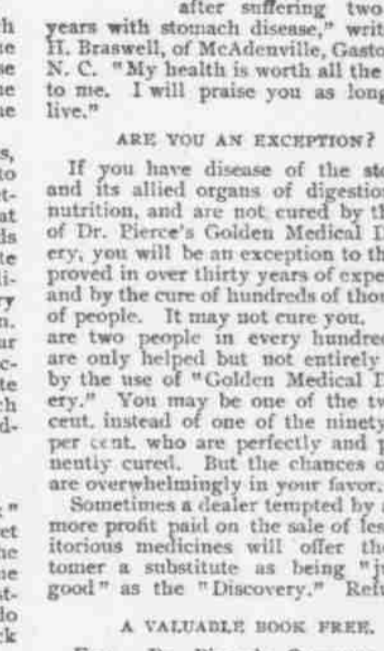 after suffering two
years with stomach disease," writ
H. Braswell, of McAdenville, Gasto
N. C. "My health is worth all the
to me. I will praise you as long
live."
ARE YOU AN EXCEPTION?
If you have disease of the sto
and its allied organs of digestion
nutrition, and are not cured by th
of Dr. Pierce's Golden Medical D
ery, you will be an exception to th
proved in over thirty years of expe
and by the cure of hundreds of thou
of people. It may not cure you.
are two people in every hundred
are only helped but not entirely
by the use of "Golden Medical D
ery." You may be one of the tw
cent. instead of one of the ninety
per cent. who are perfectly and p
nently cured. But the chances o
are overwhelmingly in your favor.
Sometimes a dealer tempted by
more profit paid on the sale of les
itorious medicines will offer the
tomer a substitute as being "ju
good" as the "Discovery." Refu
A VALUABLE BOOK FREE.